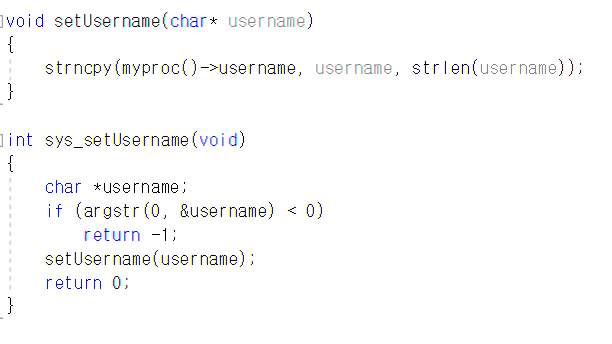 void setUsername(char* username)
{
    strncpy(myproc()->username, username, strlen(username));
}
int sys_setUsername(void)
{
    char *username;
    if (argstr(0, &username) < 0)
        return -1;
    setUsername(username);
    return 0;
}